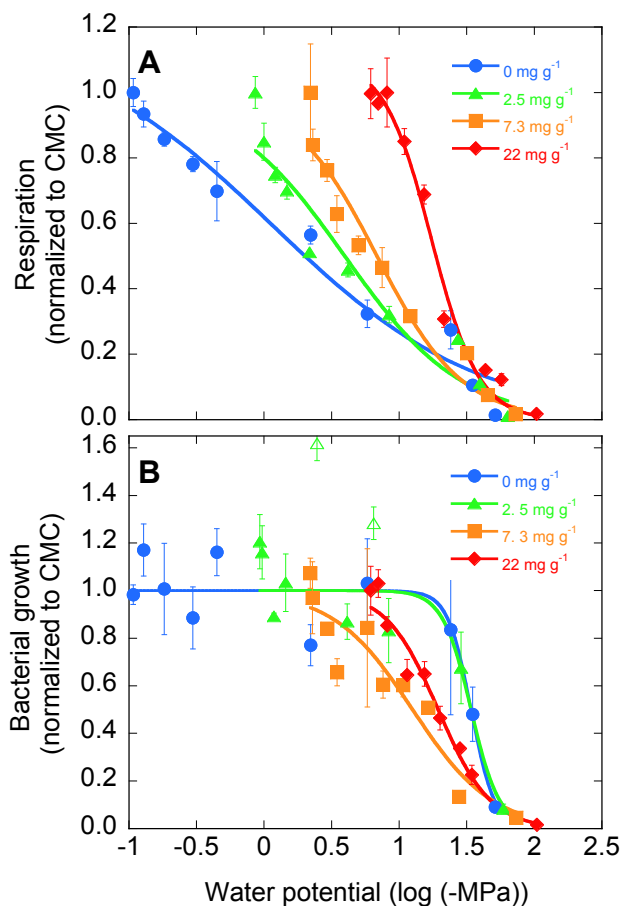 A
Respiration
(normalized to CMC)
1.0
0.8
0.6
0.4
0.2
0.0
0 mg g⁻¹
2.5 mg g⁻¹
7.3 mg g⁻¹
22 mg g⁻¹
B
Bacterial growth
(normalized to CMC)
1.6
1.4
1.2
1.0
0.8
0.6
0.4
0.2
0.0
0 mg g⁻¹
2. 5 mg g⁻¹
7. 3 mg g⁻¹
22 mg g⁻¹
-1 -0.5 0 0.5 1 1.5 2 2.5
Water potential (log (-MPa))